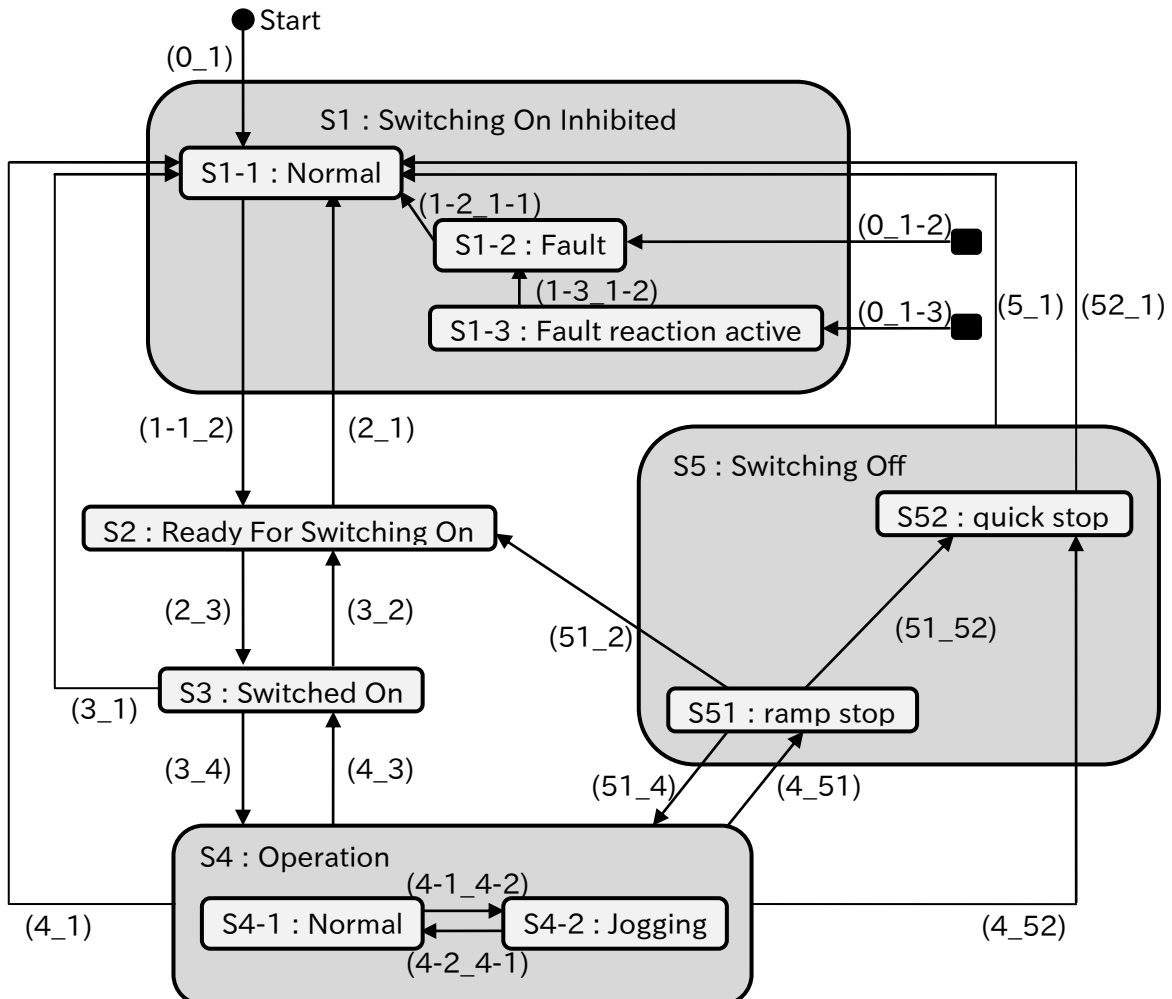 Start
(0_1)
S1 : Switching On Inhibited
S1-1 : Normal
(1-2_1-1)
S1-2 : Fault
(0_1-2)
(1-3_1-2)
S1-3 : Fault reaction active
(0_1-3)
(5_1)
(52_1)
(1-1_2)
(2_1)
S5 : Switching Off
S52 : quick stop
S2 : Ready For Switching On
(2_3)
(3_2)
(51_2)
(51_52)
S3 : Switched On
(3_1)
S51 : ramp stop
(3_4)
(4_3)
(51_4)
(4_51)
S4 : Operation
(4-1_4-2)
S4-1 : Normal
S4-2 : Jogging
(4-2_4-1)
(4_1)
(4_52)